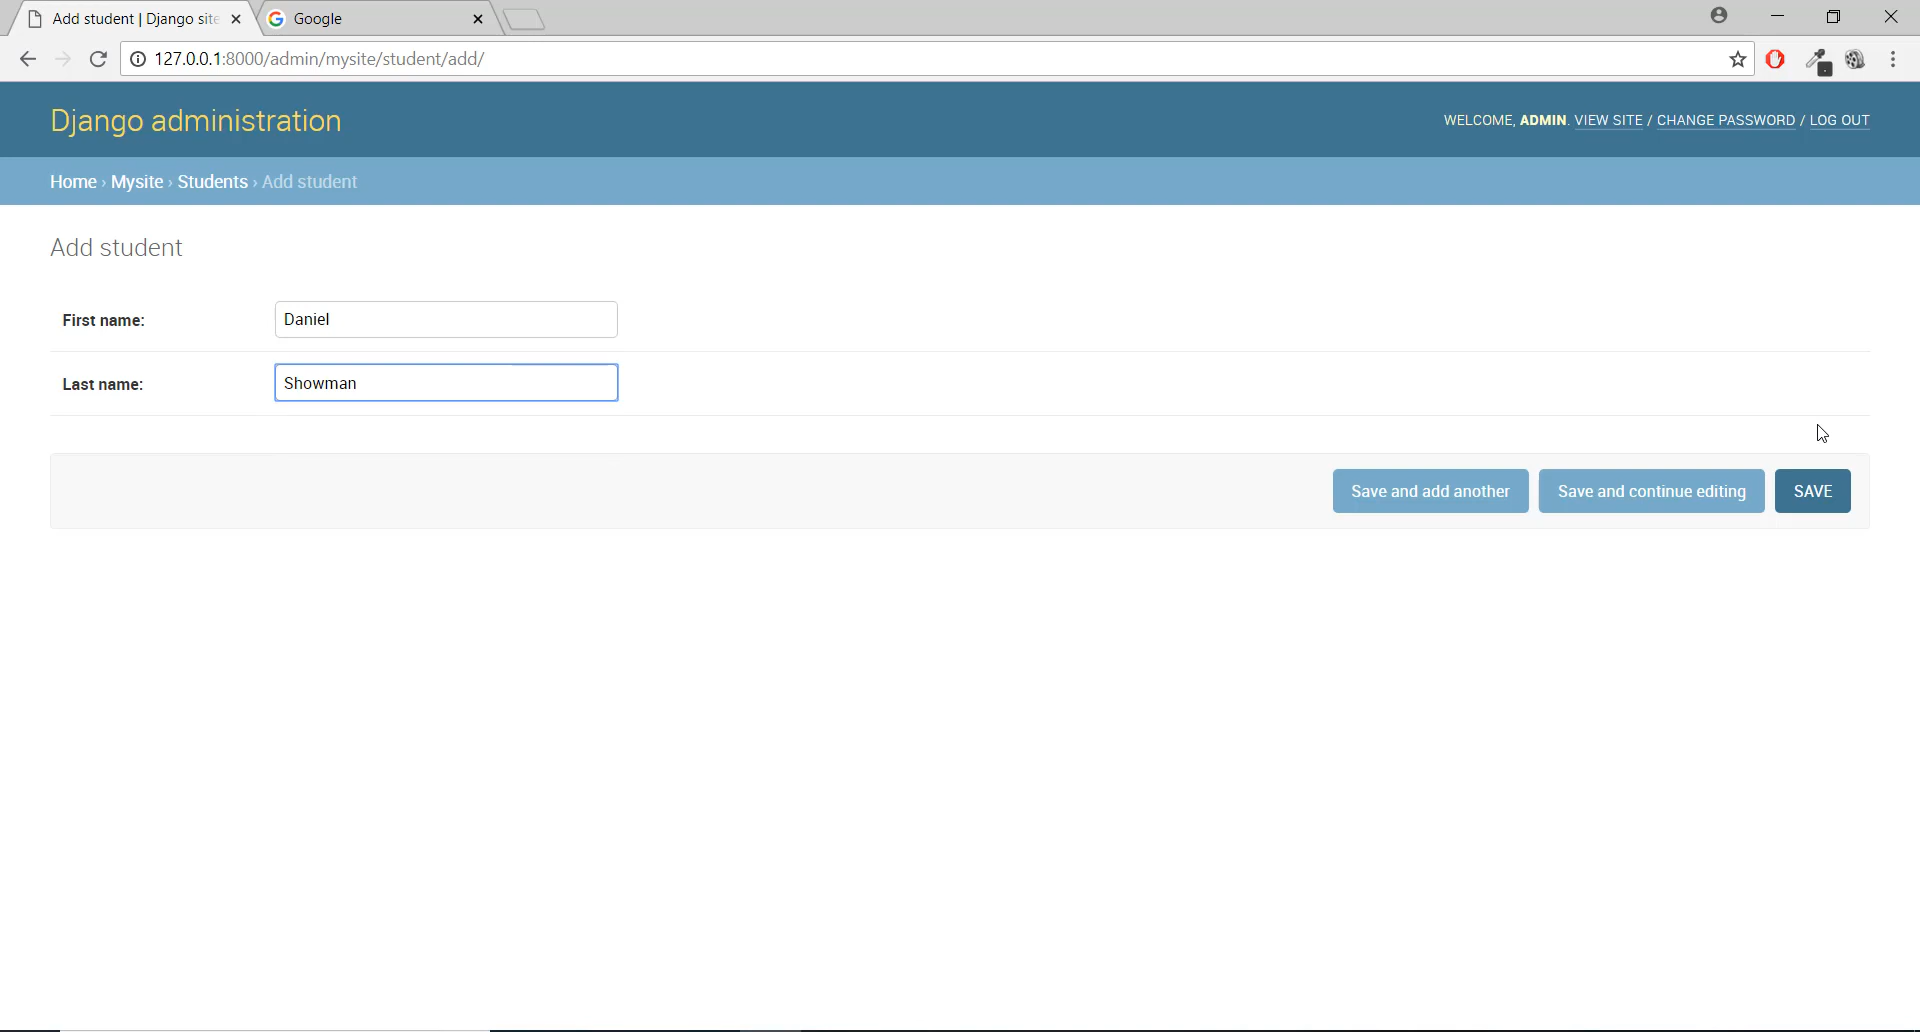 Add student | Django site
Google
127.0.0.1:8000/admin/mysite/student/add/
Django administration
WELCOME, ADMIN. VIEW SITE / CHANGE PASSWORD / LOG OUT
Home › Mysite › Students › Add student
Add student
First name: Daniel
Last name: Showman
Save and add another Save and continue editing SAVE